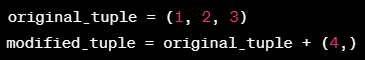 original_tuple = (1, 2, 3)
modified_tuple = original_tuple + (4,)